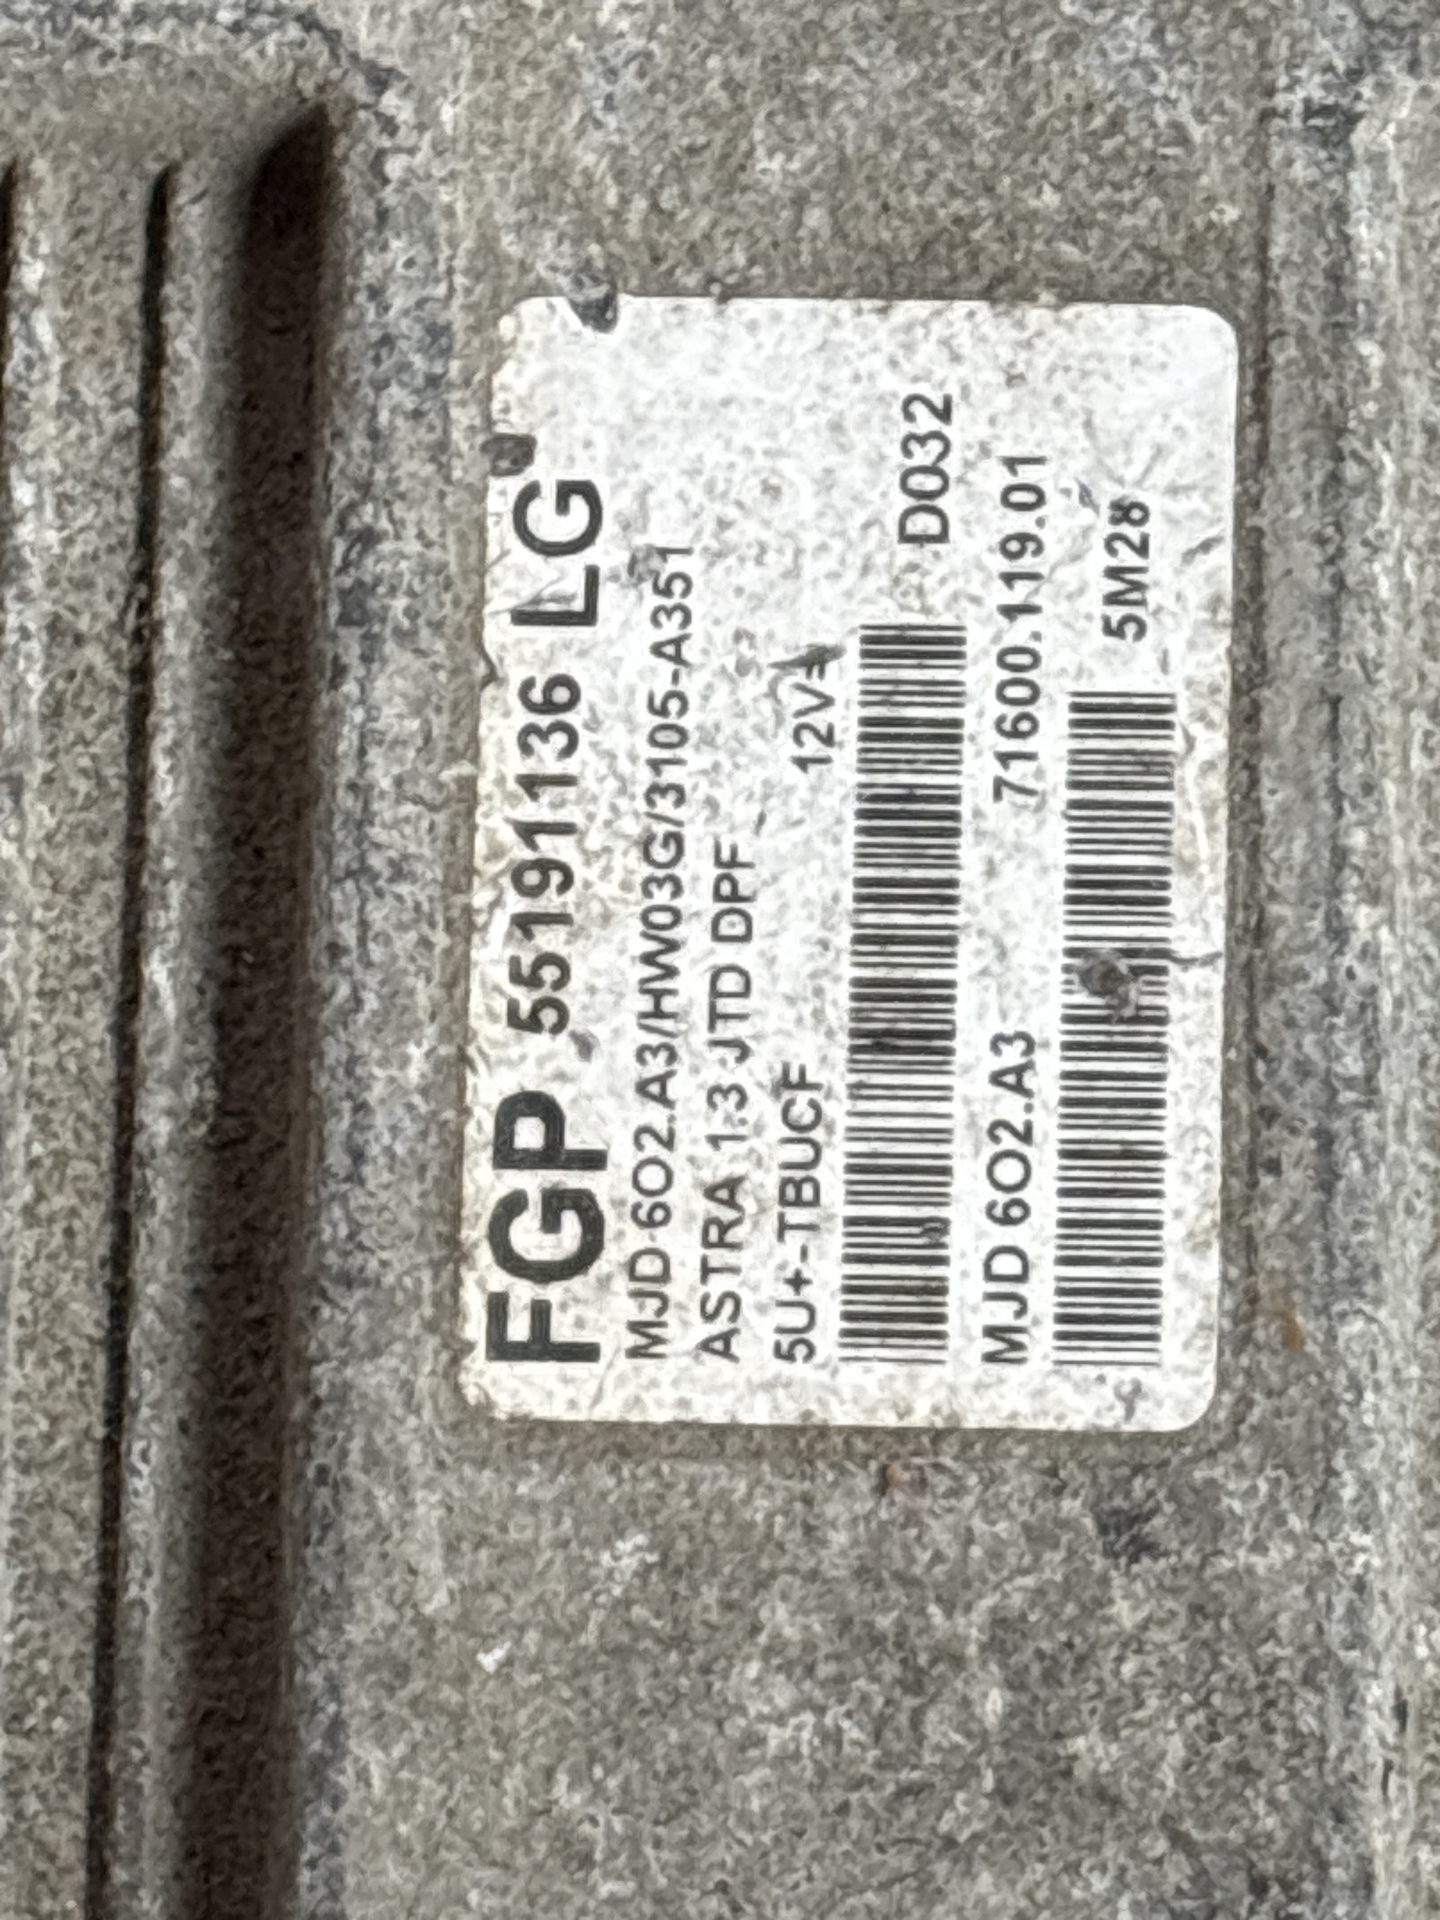 FGP 55191136 LG
MJD 6O2.A3/HW03G/3105-A351
ASTRA 1.3 JTD DPF
5U+-TBUCF 12V=
D032
MJD 6O2.A3 71600.119.01
5M28